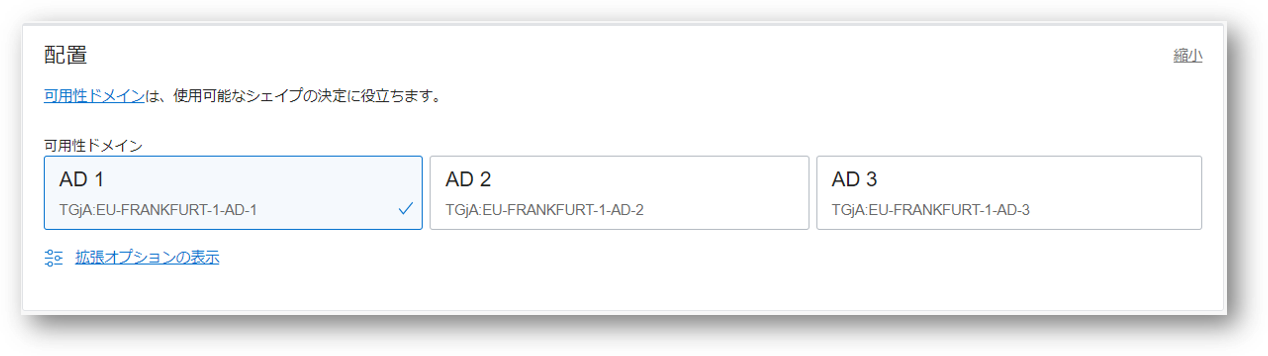 配置
縮小
可用性ドメインは、使用可能なシェイプの決定に役立ちます。
可用性ドメイン
AD 1
TGjA:EU-FRANKFURT-1-AD-1
AD 2
TGjA:EU-FRANKFURT-1-AD-2
AD 3
TGjA:EU-FRANKFURT-1-AD-3
拡張オプションの表示